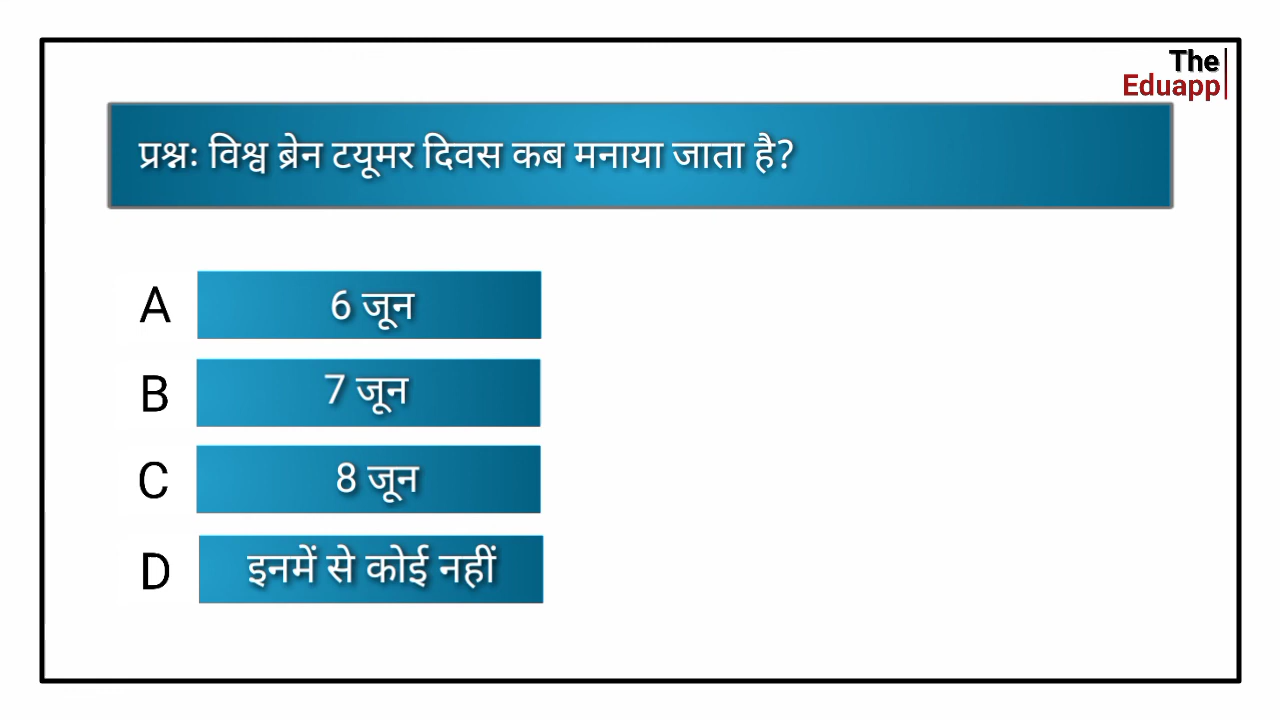 The
Eduapp
प्रश्नः विश्व ब्रेन टयूमर दिवस कब मनाया जाता है?
A 6 जून
B 7 जून
C 8 जून
D इनमें से कोई नहीं